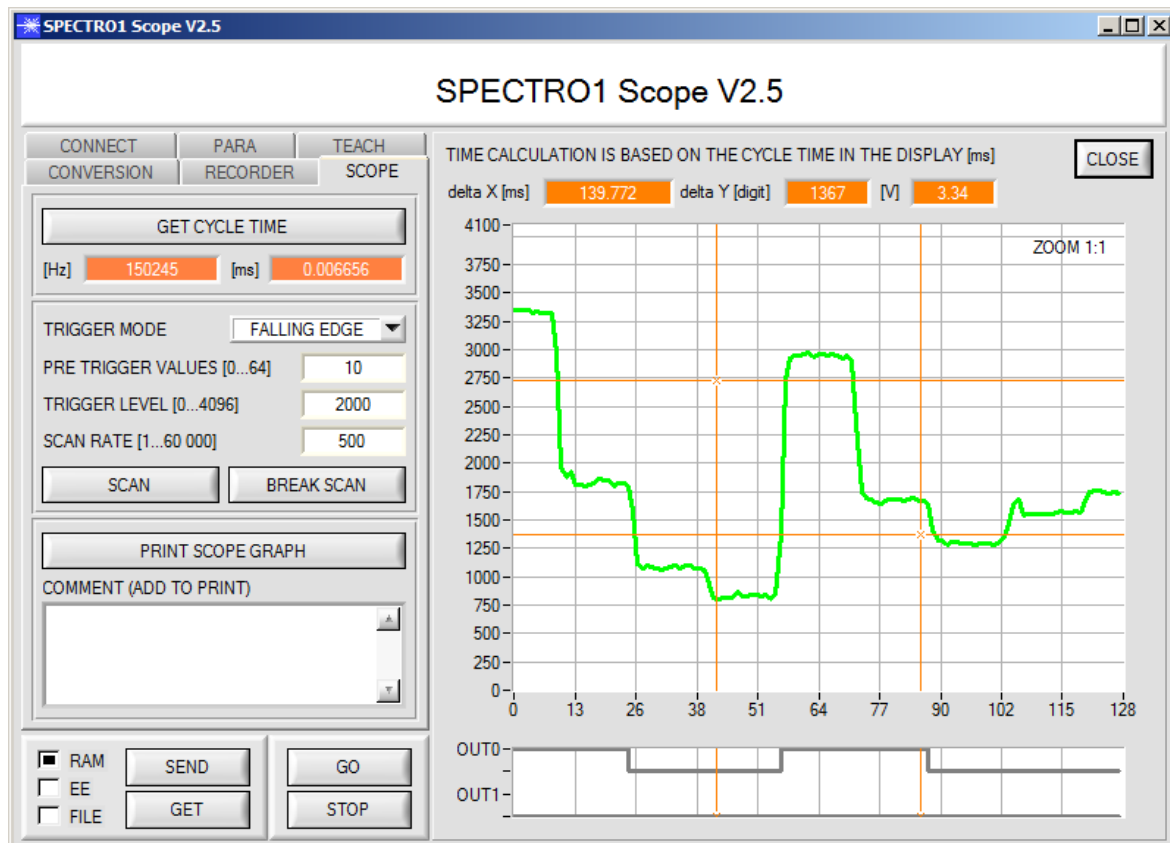 SPECTRO1 Scope V2.5
SPECTRO1 Scope V2.5
CONNECT PARA TEACH
CONVERSION RECORDER SCOPE
GET CYCLE TIME
[Hz] 150245 [ms] 0.006656
TRIGGER MODE FALLING EDGE
PRE TRIGGER VALUES [0...64] 10
TRIGGER LEVEL [0...4096] 2000
SCAN RATE [1...60 000] 500
SCAN BREAK SCAN
PRINT SCOPE GRAPH
COMMENT (ADD TO PRINT)
RAM
EE
FILE
SEND
GET
GO
STOP
TIME CALCULATION IS BASED ON THE CYCLE TIME IN THE DISPLAY [ms]
CLOSE
delta X [ms] 139.772 delta Y [digit] 1367 [V] 3.34
ZOOM 1:1
4100
3750
3500
3250
3000
2750
2500
2250
2000
1750
1500
1250
1000
750
500
250
0
0 13 26 38 51 64 77 90 102 115 128
OUT0
OUT1